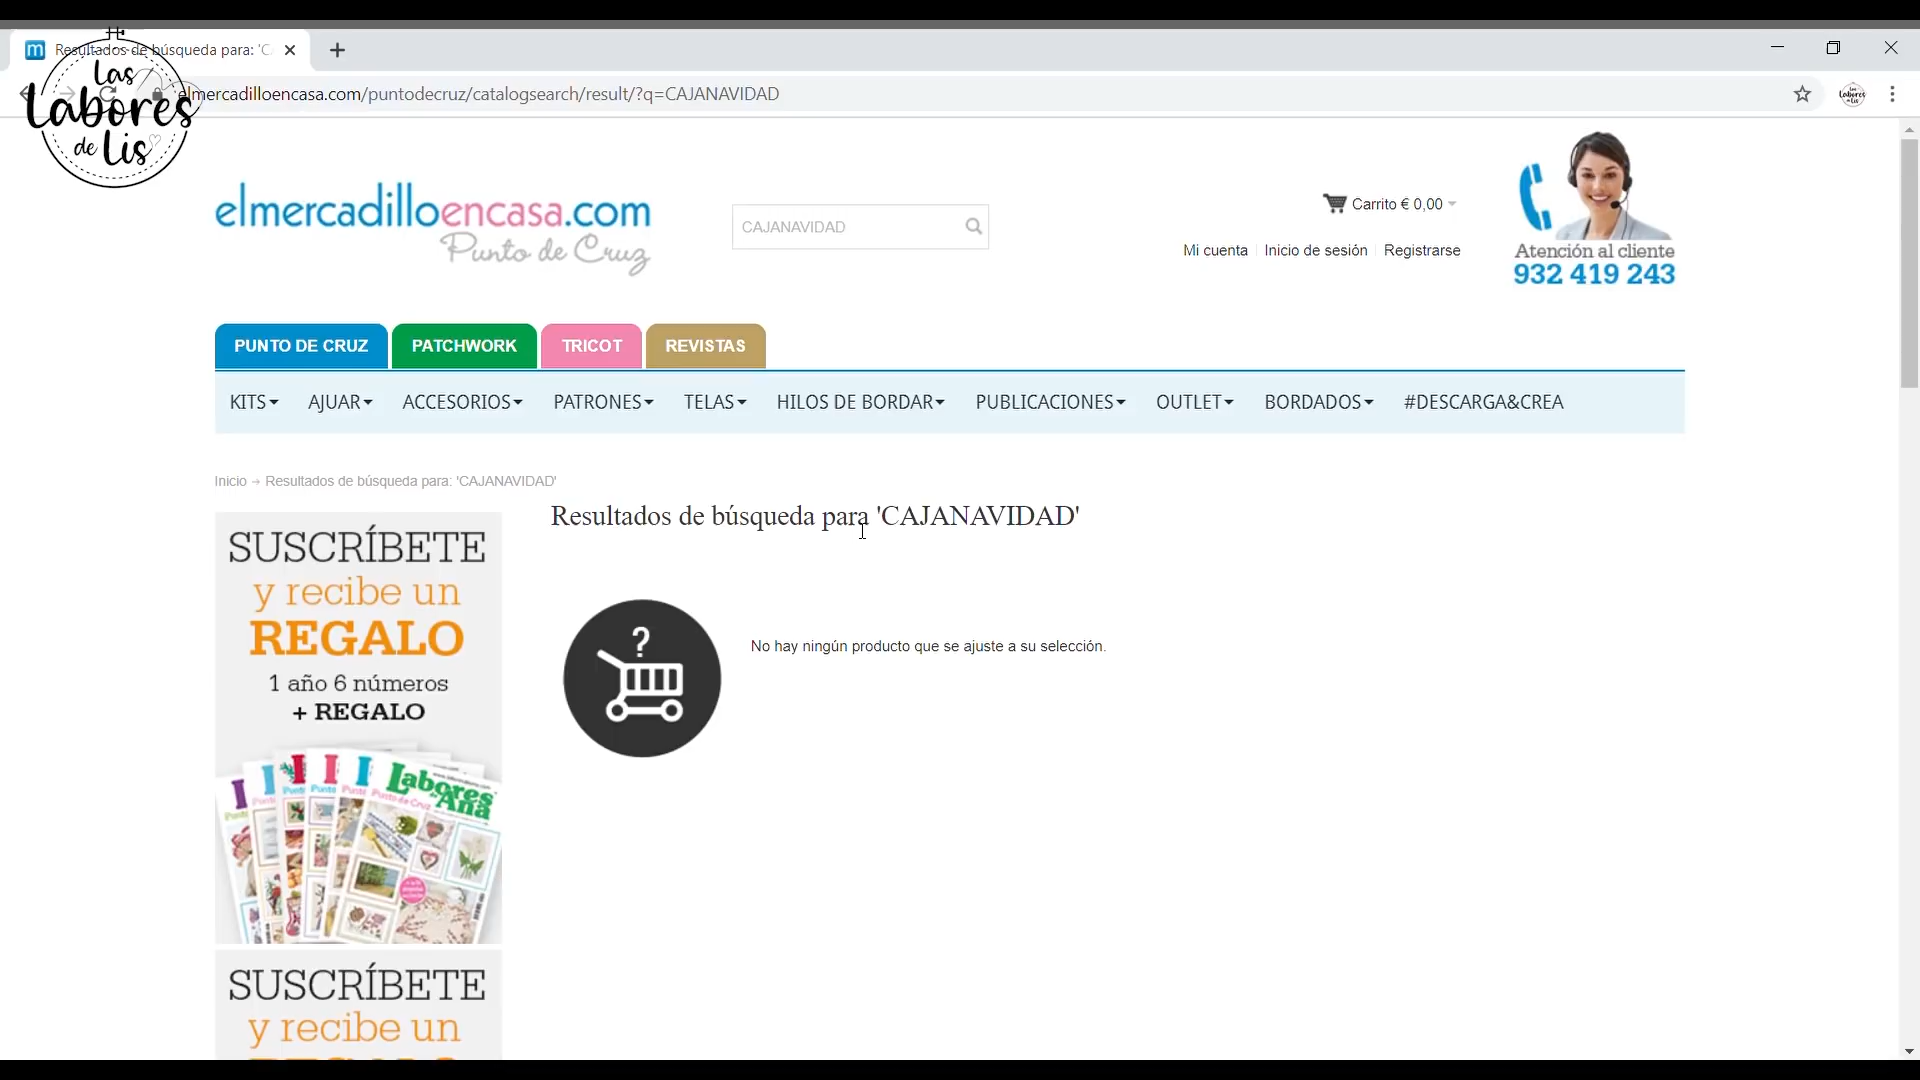 Resultados de búsqueda para: 'C
Las
Labores
de Lis
elmercadilloencasa.com/puntodecruz/catalogsearch/result/?q=CAJANAVIDAD
elmercadilloencasa.com
Punto de Cruz
CAJANAVIDAD
Carrito € 0,00
Mi cuenta
Inicio de sesión
Registrarse
Atención al cliente
932 419 243
PUNTO DE CRUZ
PATCHWORK
TRICOT
REVISTAS
KITS
AJUAR
ACCESORIOS
PATRONES
TELAS
HILOS DE BORDAR
PUBLICACIONES
OUTLET
BORDADOS
#DESCARGA&CREA
Inicio → Resultados de búsqueda para: 'CAJANAVIDAD'
Resultados de búsqueda para 'CAJANAVIDAD'
No hay ningún producto que se ajuste a su selección.
SUSCRÍBETE
y recibe un
REGALO
1 año 6 números
+ REGALO
Labores
de Ana
Punto de Cruz
SUSCRÍBETE
y recibe un